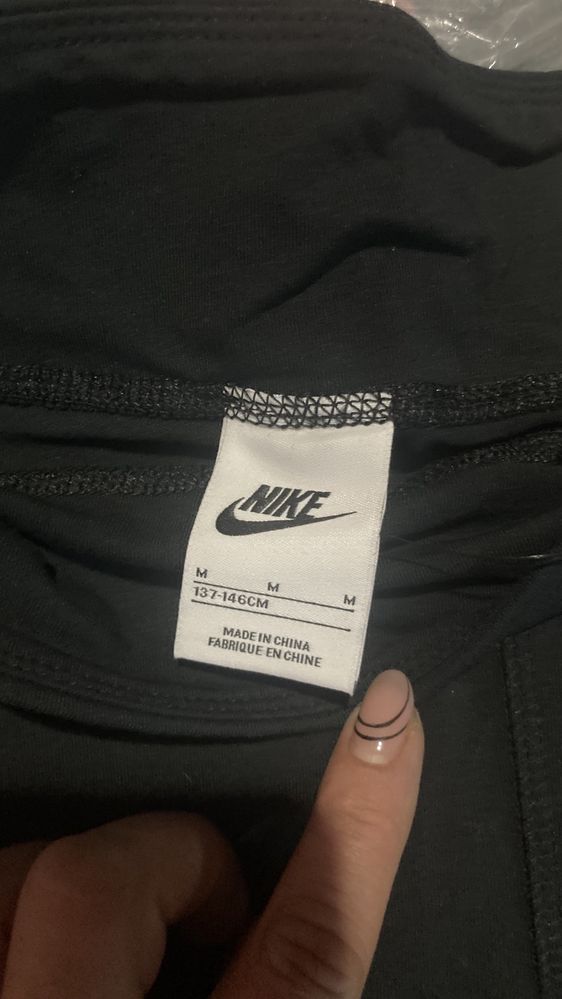 NIKE
M M M
137-146CM
MADE IN CHINA
FABRIQUE EN CHINE